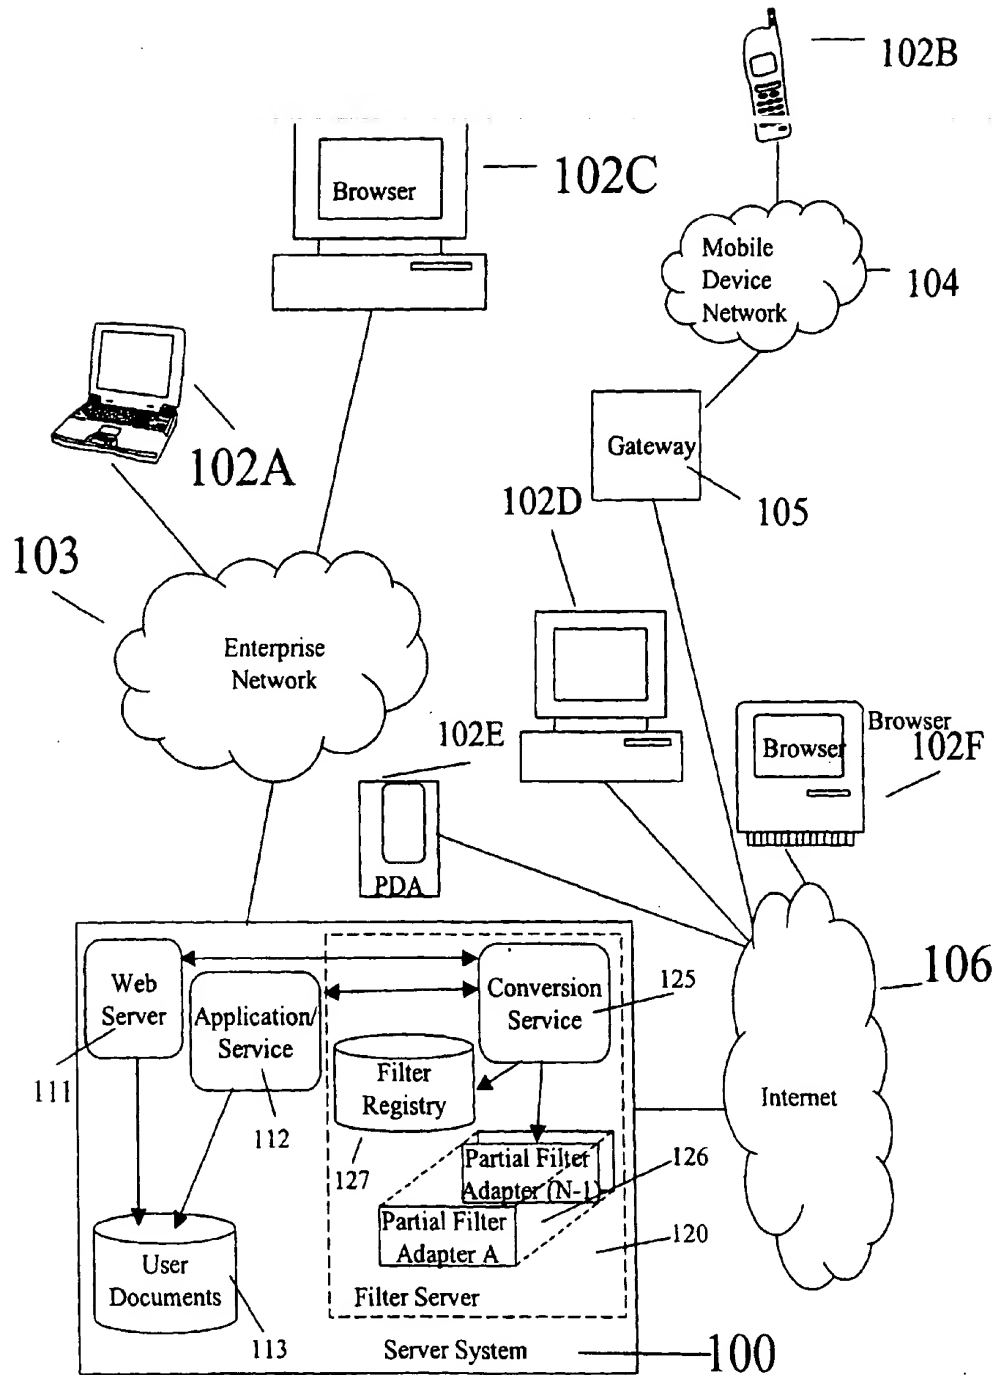 102B
102C
Browser
Mobile
Device
Network
104
102A
Gateway
105
102D
103
Enterprise
Network
Browser
Browser
102E
102F
PDA
106
Web
Server
Application/
Service
Conversion
Service
125
111
112
Filter
Registry
127
Internet
Partial Filter
Adapter (N-1)
126
Partial Filter
Adapter A
120
User
Documents
113
Filter Server
Server System
100